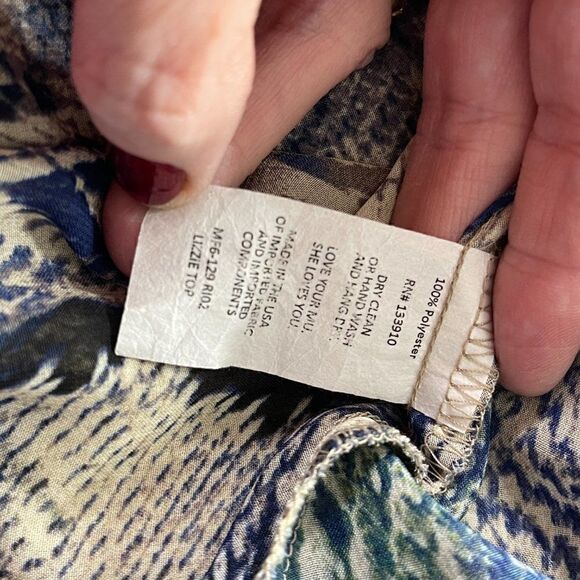 100% Polyester
RN# 133910
DRY CLEAN
OR HAND WASH
AND HANG DRY.
LOVE YOUR MU,
SHE LOVES YOU.
MADE IN THE USA
OF IMPORTED FABRIC
AND IMPORTED
COMPONENTS
MF6-129 R102
LIZZIE TOP